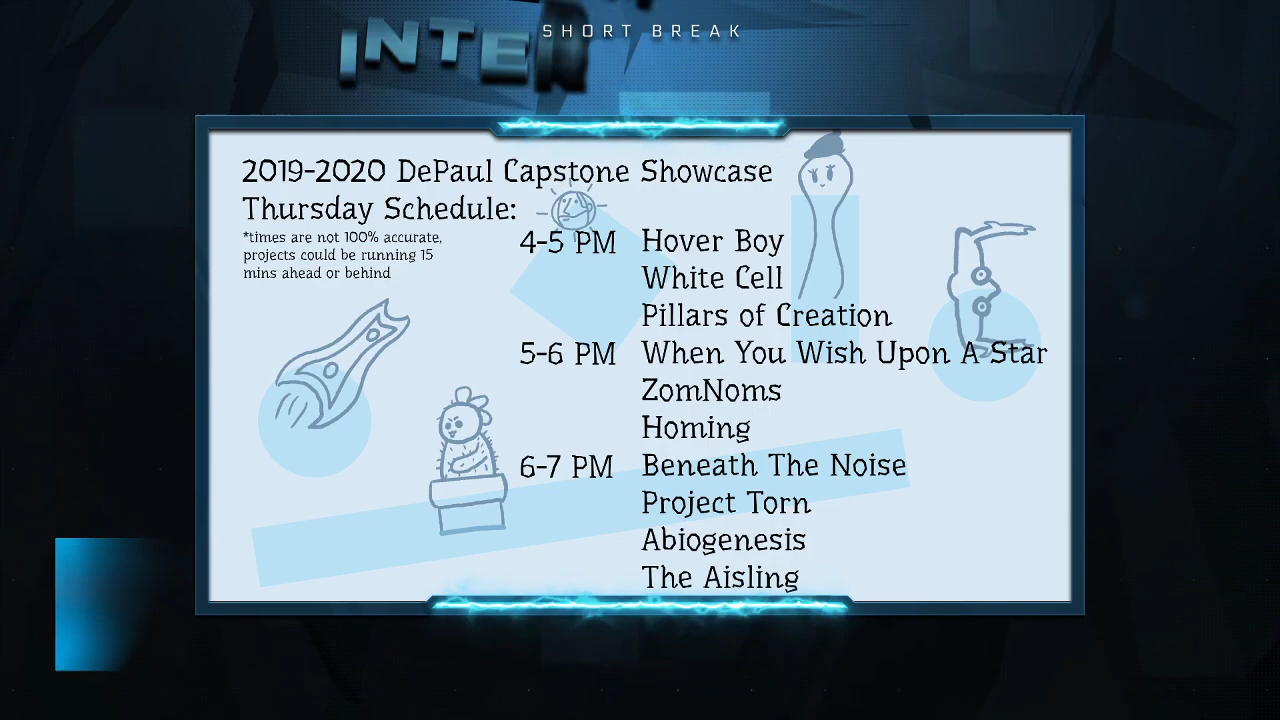 SHORT BREAK
INTER
2019-2020 DePaul Capstone Showcase
Thursday Schedule:
*times are not 100% accurate,
projects could be running 15
mins ahead or behind
4-5 PM Hover Boy
White Cell
Pillars of Creation
5-6 PM When You Wish Upon A Star
ZomNoms
Homing
6-7 PM Beneath The Noise
Project Torn
Abiogenesis
The Aisling